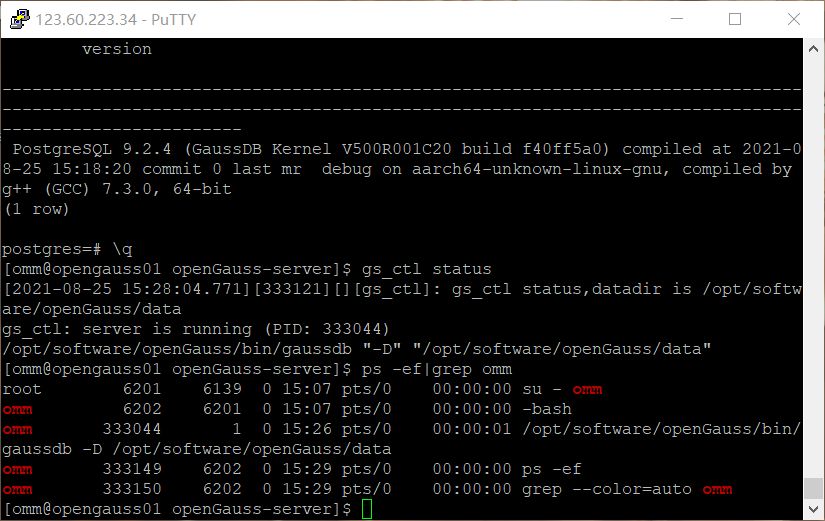 123.60.223.34 - PuTTY
version
--------------------------------------------------------------------------------
--------------------------------------------------------------------------------
------------------------
PostgreSQL 9.2.4 (GaussDB Kernel V500R001C20 build f40ff5a0) compiled at 2021-0
8-25 15:18:20 commit 0 last mr  debug on aarch64-unknown-linux-gnu, compiled by
g++ (GCC) 7.3.0, 64-bit
(1 row)
postgres=# \q
[omm@opengauss01 openGauss-server]$ gs_ctl status
[2021-08-25 15:28:04.771][333121][][gs_ctl]: gs_ctl status,datadir is /opt/softw
are/openGauss/data
gs_ctl: server is running (PID: 333044)
/opt/software/openGauss/bin/gaussdb "-D" "/opt/software/openGauss/data"
[omm@opengauss01 openGauss-server]$ ps -ef|grep omm
root        6201    6139  0 15:07 pts/0    00:00:00 su - omm
omm         6202    6201  0 15:07 pts/0    00:00:00 -bash
omm       333044       1  0 15:26 pts/0    00:00:01 /opt/software/openGauss/bin/
gaussdb -D /opt/software/openGauss/data
omm       333149    6202  0 15:29 pts/0    00:00:00 ps -ef
omm       333150    6202  0 15:29 pts/0    00:00:00 grep --color=auto omm
[omm@opengauss01 openGauss-server]$